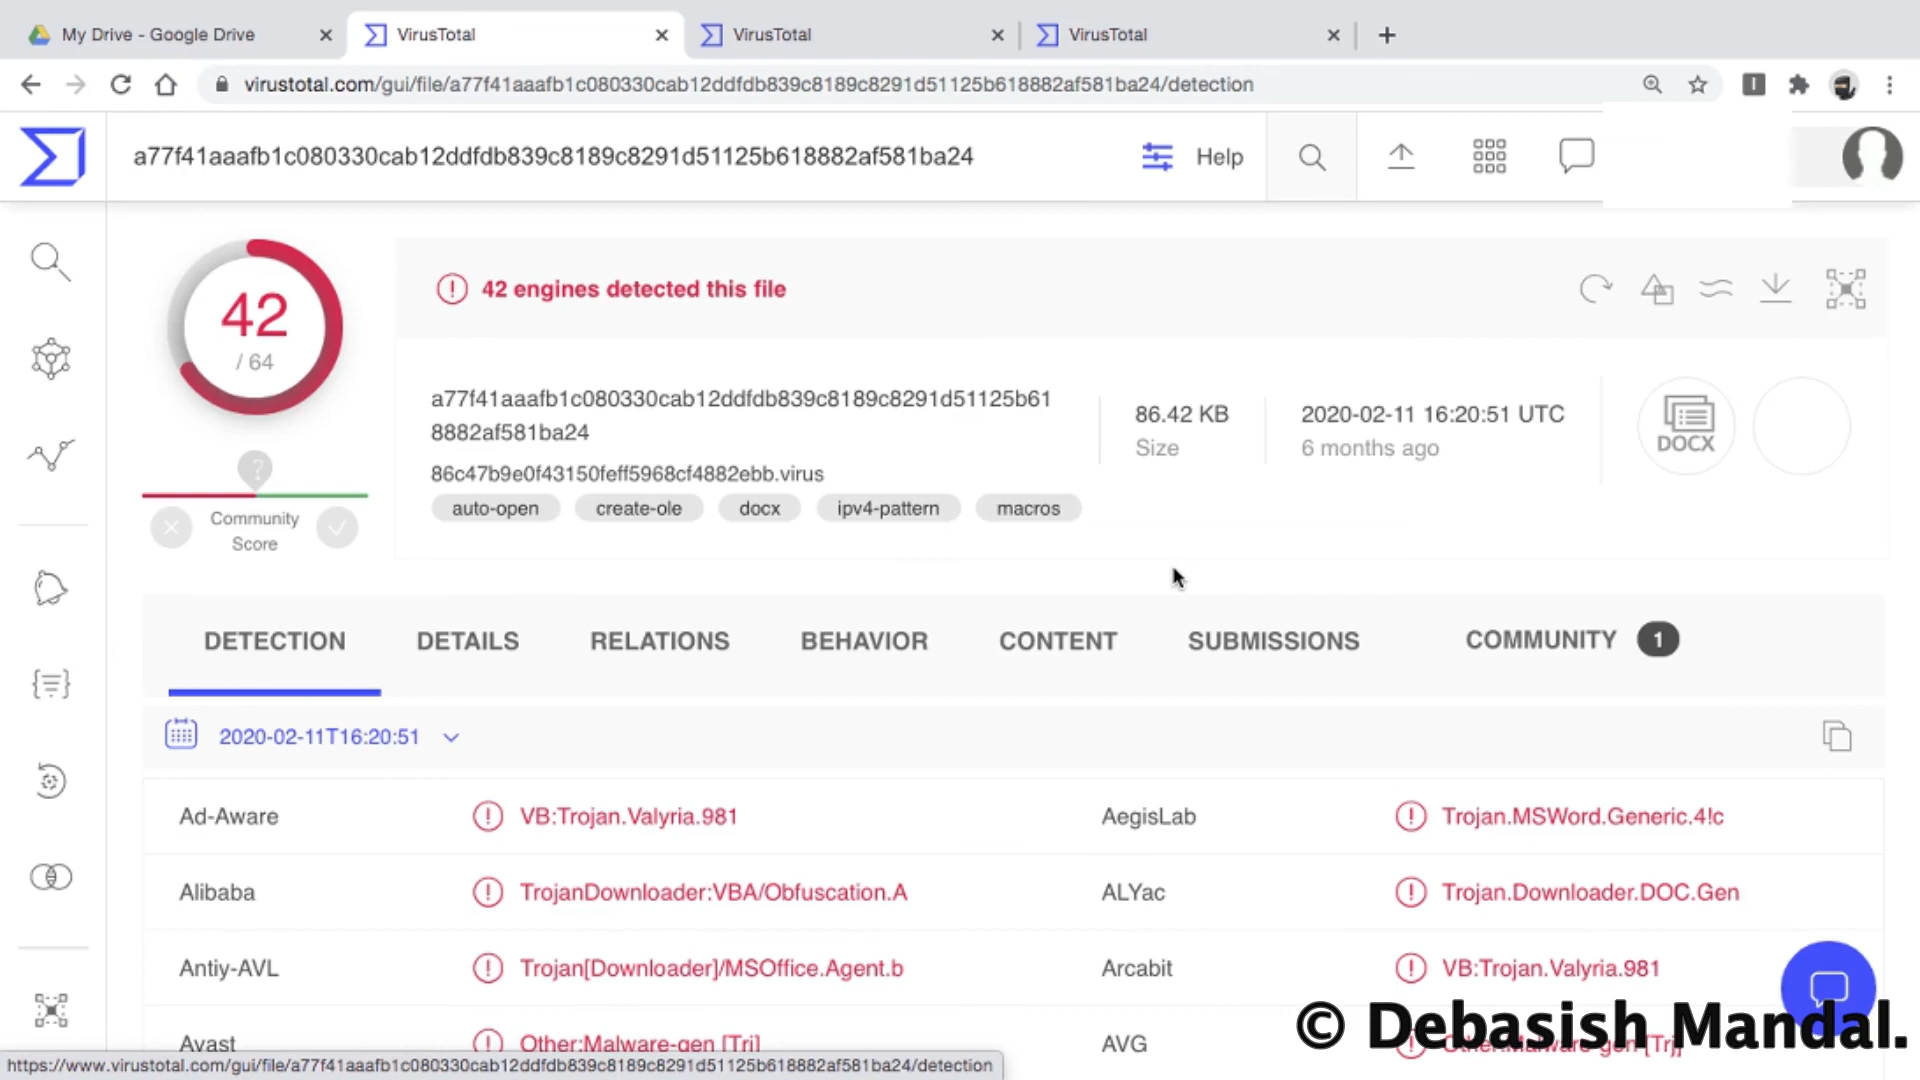 My Drive - Google Drive
VirusTotal
VirusTotal
VirusTotal
virustotal.com/gui/file/a77f41aaafb1c080330cab12ddfdb839c8189c8291d51125b618882af581ba24/detection
a77f41aaafb1c080330cab12ddfdb839c8189c8291d51125b618882af581ba24
Help
42
/ 64
42 engines detected this file
a77f41aaafb1c080330cab12ddfdb839c8189c8291d51125b61
8882af581ba24
86c47b9e0f43150feff5968cf4882ebb.virus
auto-open
create-ole
docx
ipv4-pattern
macros
86.42 KB
Size
2020-02-11 16:20:51 UTC
6 months ago
DOCX
?
Community
Score
DETECTION
DETAILS
RELATIONS
BEHAVIOR
CONTENT
SUBMISSIONS
COMMUNITY 1
2020-02-11T16:20:51
Ad-Aware
VB:Trojan.Valyria.981
AegisLab
Trojan.MSWord.Generic.4!c
Alibaba
TrojanDownloader:VBA/Obfuscation.A
ALYac
Trojan.Downloader.DOC.Gen
Antiy-AVL
Trojan[Downloader]/MSOffice.Agent.b
Arcabit
VB:Trojan.Valyria.981
Avast
Other:Malware-gen [Trj]
AVG
Other:Malware-gen [Trj]
© Debasish Mandal.
https://www.virustotal.com/gui/file/a77f41aaafb1c080330cab12ddfdb839c8189c8291d51125b618882af581ba24/detection